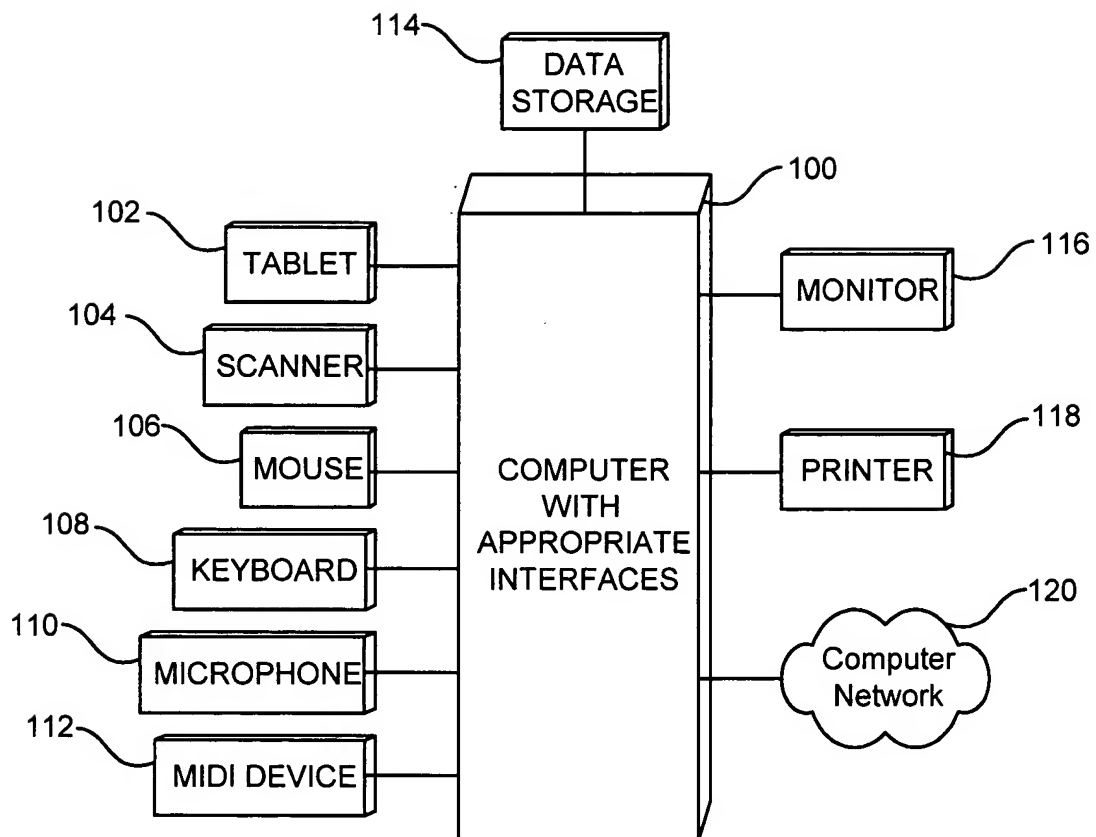 114
DATA
STORAGE
100
102
TABLET
116
MONITOR
104
SCANNER
106
MOUSE
118
PRINTER
COMPUTER
WITH
APPROPRIATE
INTERFACES
108
KEYBOARD
120
Computer
Network
110
MICROPHONE
112
MIDI DEVICE